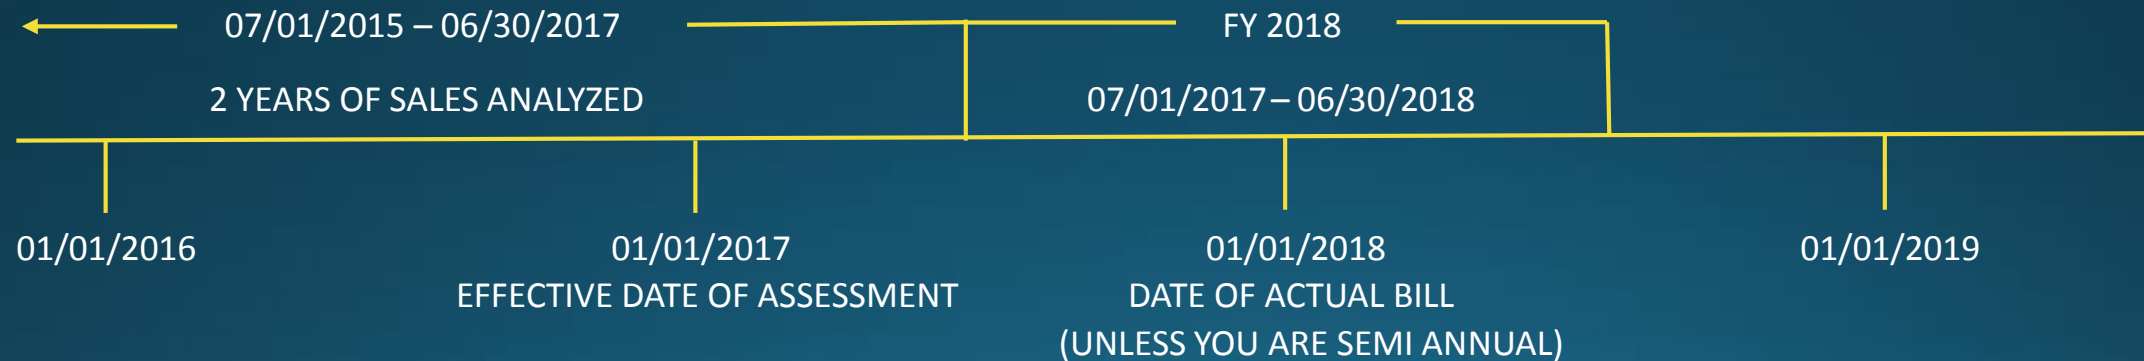 07/01/2015 – 06/30/2017
FY 2018
2 YEARS OF SALES ANALYZED
07/01/2017 – 06/30/2018
01/01/2016
01/01/2017
01/01/2018
01/01/2019
EFFECTIVE DATE OF ASSESSMENT
DATE OF ACTUAL BILL
(UNLESS YOU ARE SEMI ANNUAL)